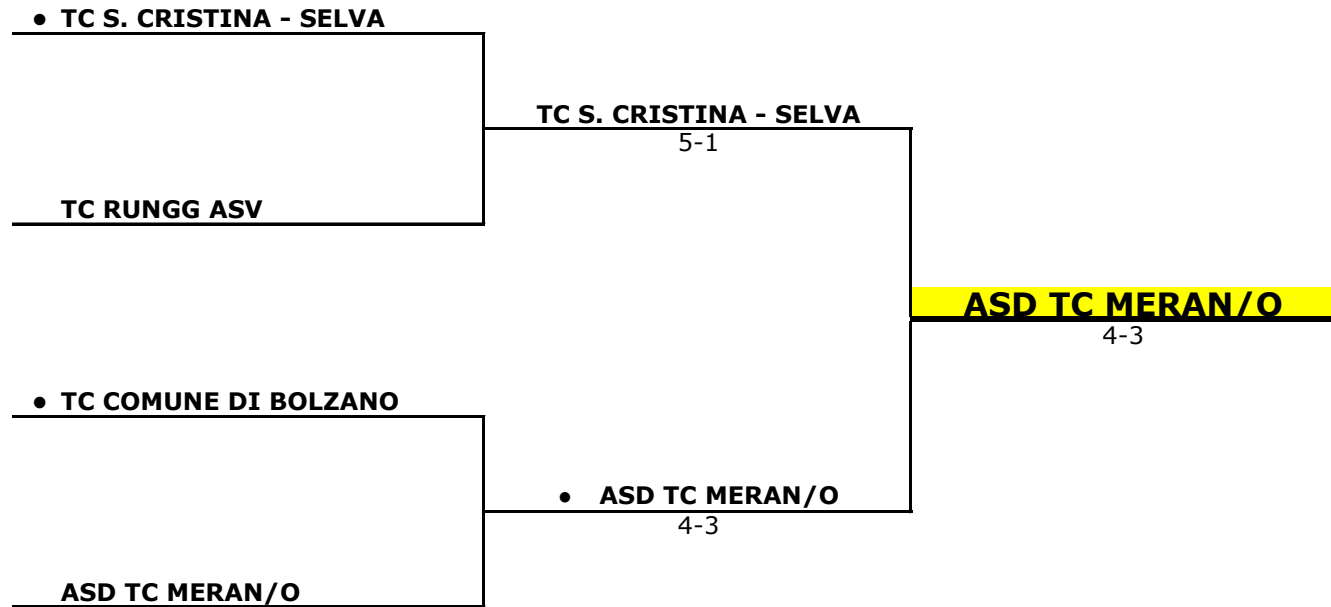 ● TC S. CRISTINA - SELVA
TC S. CRISTINA - SELVA
5-1
TC RUNGG ASV
ASD TC MERAN/O
4-3
● TC COMUNE DI BOLZANO
● ASD TC MERAN/O
4-3
ASD TC MERAN/O